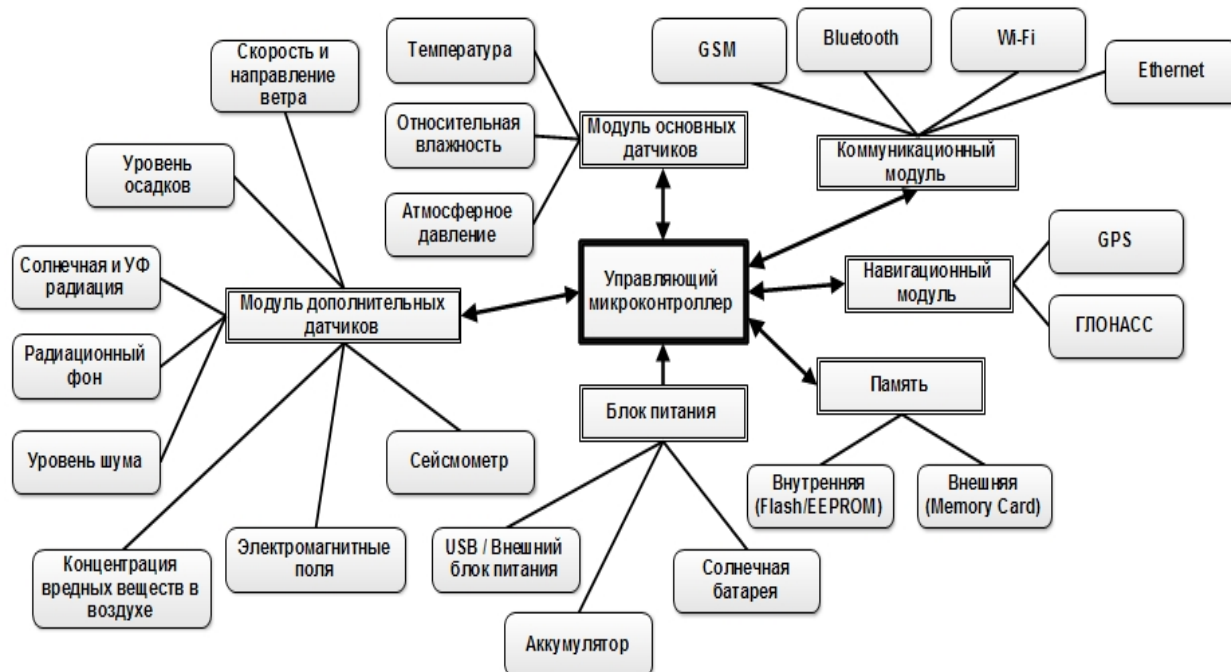 Скорость и
направление
ветра
Температура
GSM
Bluetooth
Wi-Fi
Ethernet
Относительная
влажность
Модуль основных
датчиков
Коммуникационный
модуль
Уровень
осадков
Атмосферное
давление
GPS
Солнечная и УФ
радиация
Управляющий
микроконтроллер
Навигационный
модуль
Модуль дополнительных
датчиков
ГЛОНАСС
Радиационный
фон
Память
Блок питания
Уровень шума
Сейсмометр
Внутренняя
(Flash/EEPROM)
Внешняя
(Memory Card)
Электромагнитные
поля
USB / Внешний
блок питания
Концентрация
вредных веществ в
воздухе
Солнечная
батарея
Аккумулятор